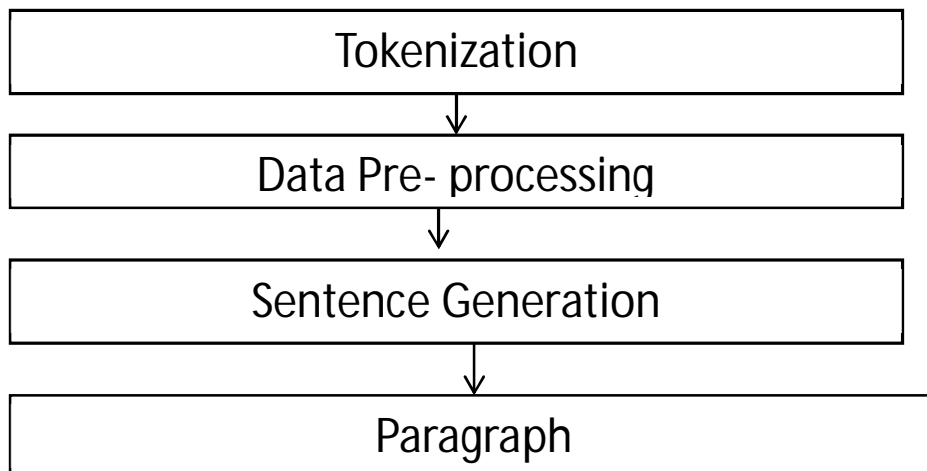 Tokenization
Data Pre- processing
Sentence Generation
Paragraph